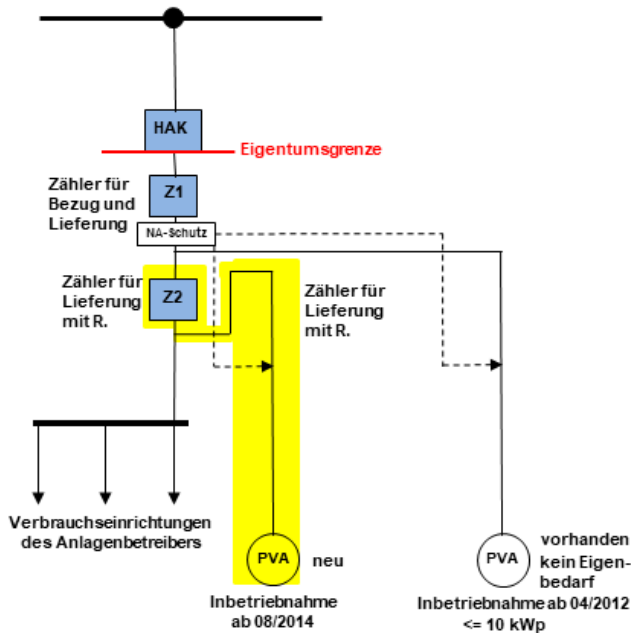 HAK
Eigentumsgrenze
Zähler für
Bezug und
Lieferung
Z1
NA-Schutz
Zähler für
Lieferung
mit R.
Z2
Zähler für
Lieferung
mit R.
Verbrauchseinrichtungen
des Anlagenbetreibers
PVA
neu
Inbetriebnahme
ab 08/2014
PVA
vorhanden
kein Eigen-
bedarf
Inbetriebnahme ab 04/2012
<= 10 kWp